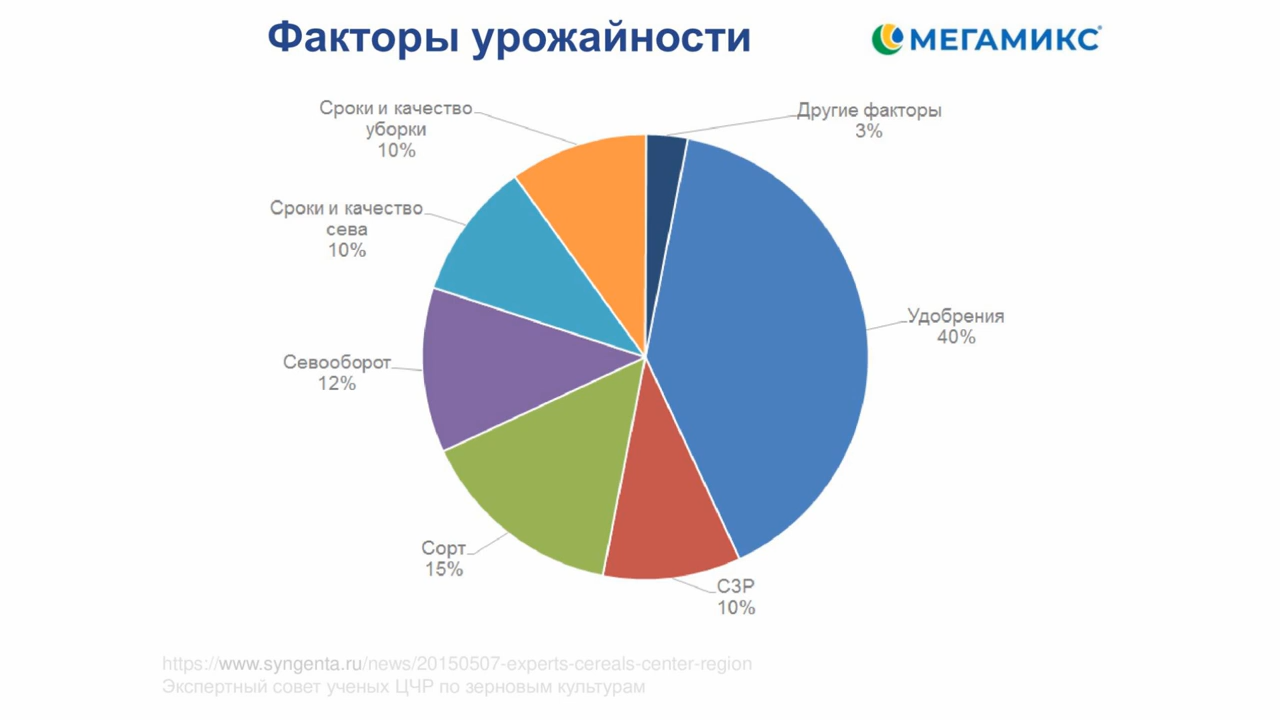 Факторы урожайности
МЕГАМИКС®
Сроки и качество
уборки
10%
Другие факторы
3%
Сроки и качество
сева
10%
Удобрения
40%
Севооборот
12%
Сорт
15%
СЗР
10%
https://www.syngenta.ru/news/20150507-experts-cereals-center-region
Экспертный совет ученых ЦЧР по зерновым культурам